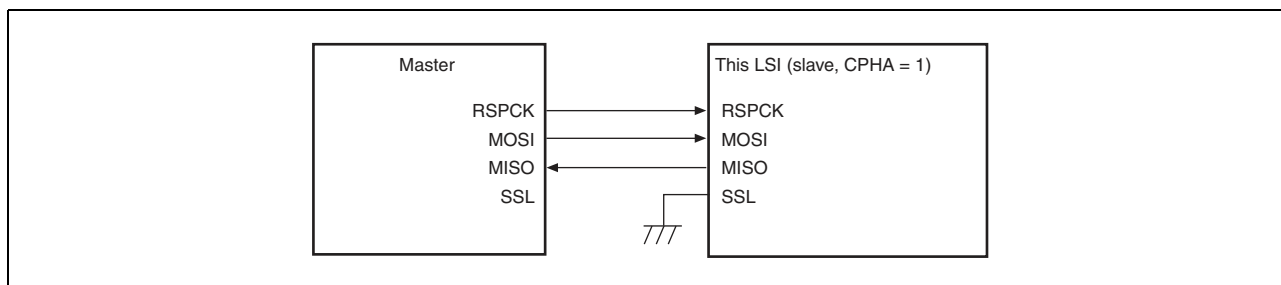 Master
RSPCK
MOSI
MISO
SSL
This LSI (slave, CPHA = 1)
RSPCK
MOSI
MISO
SSL